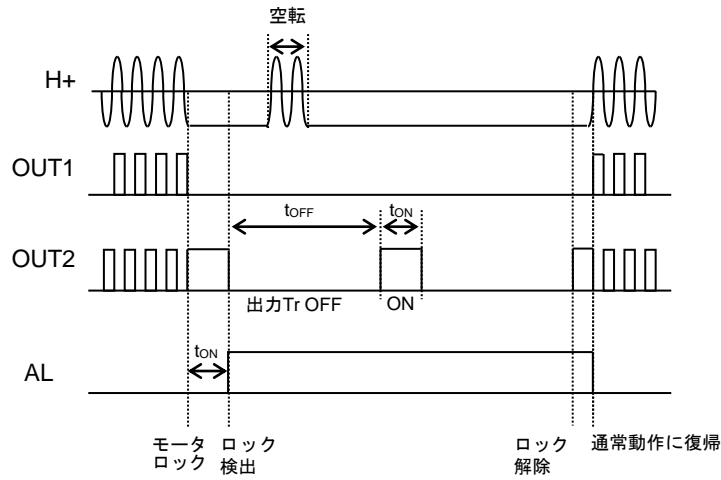 空転
H+
OUT1
tOFF
tON
OUT2
出力Tr OFF
ON
tON
AL
モータ
ロック
ロック
検出
ロック
解除
通常動作に復帰